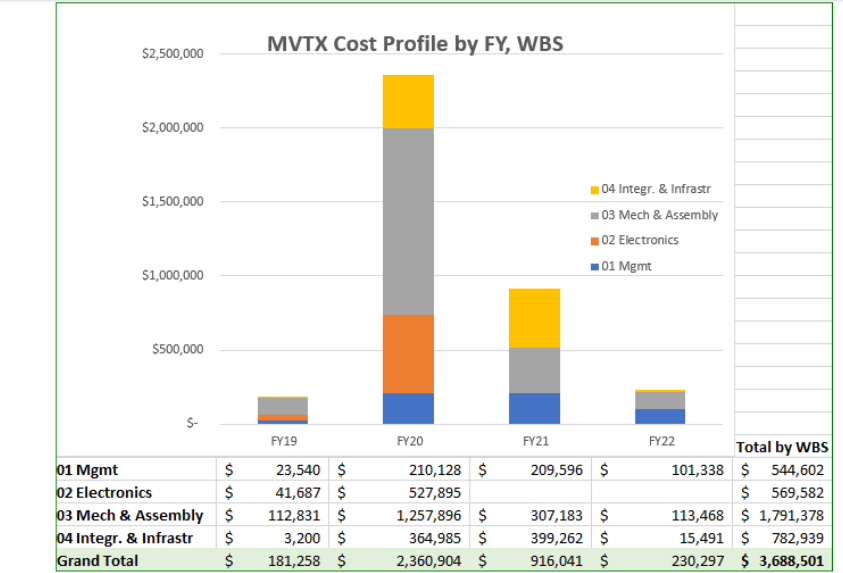 MVTX Cost Profile by FY, WBS
$2,500,000
$2,000,000
$1,500,000
$1,000,000
$500,000
$-
04 Integr. & Infrastr
03 Mech & Assembly
02 Electronics
01 Mgmt
FY19 FY20 FY21 FY22 Total by WBS
01 Mgmt $ 23,540 $ 210,128 $ 209,596 $ 101,338 $ 544,602
02 Electronics $ 41,687 $ 527,895 $ 569,582
03 Mech & Assembly $ 112,831 $ 1,257,896 $ 307,183 $ 113,468 $ 1,791,378
04 Integr. & Infrastr $ 3,200 $ 364,985 $ 399,262 $ 15,491 $ 782,939
Grand Total $ 181,258 $ 2,360,904 $ 916,041 $ 230,297 $ 3,688,501